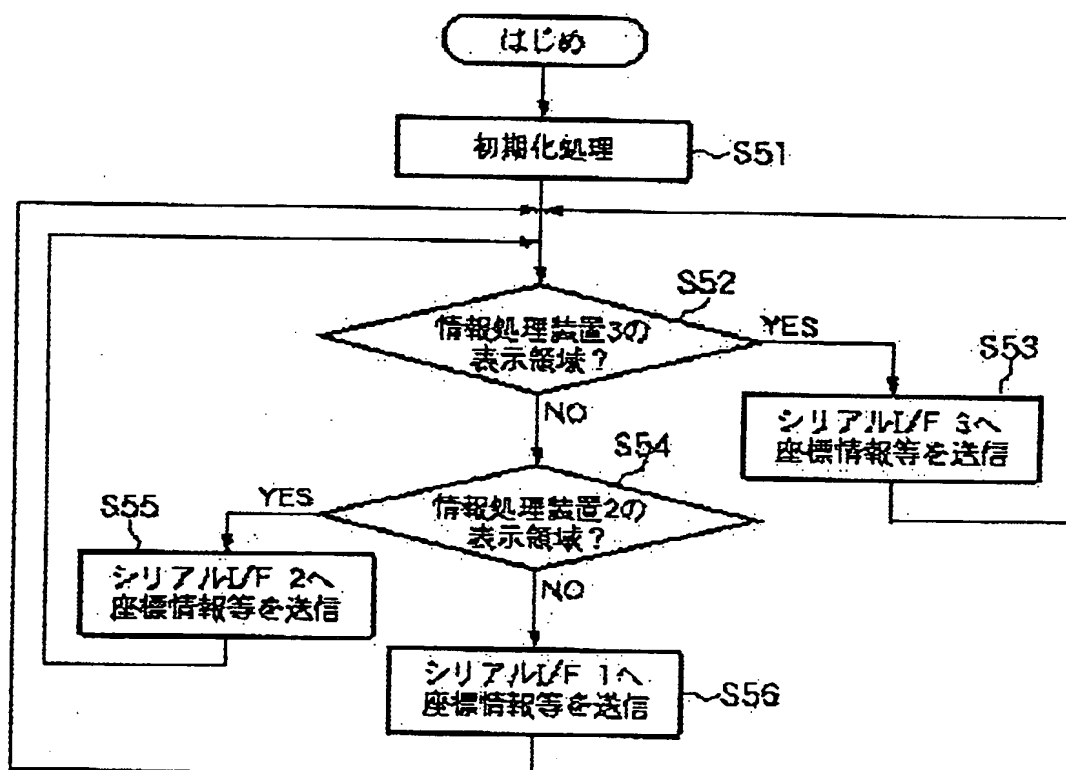 はじめ
初期化処理
S51
S52
情報処理装置3の
表示領域?
YES
S53
シリアルI/F 3へ
座標情報等を送信
NO
S54
情報処理装置2の
表示領域?
YES
S55
シリアルI/F 2へ
座標情報等を送信
NO
シリアルI/F 1へ
座標情報等を送信
S56